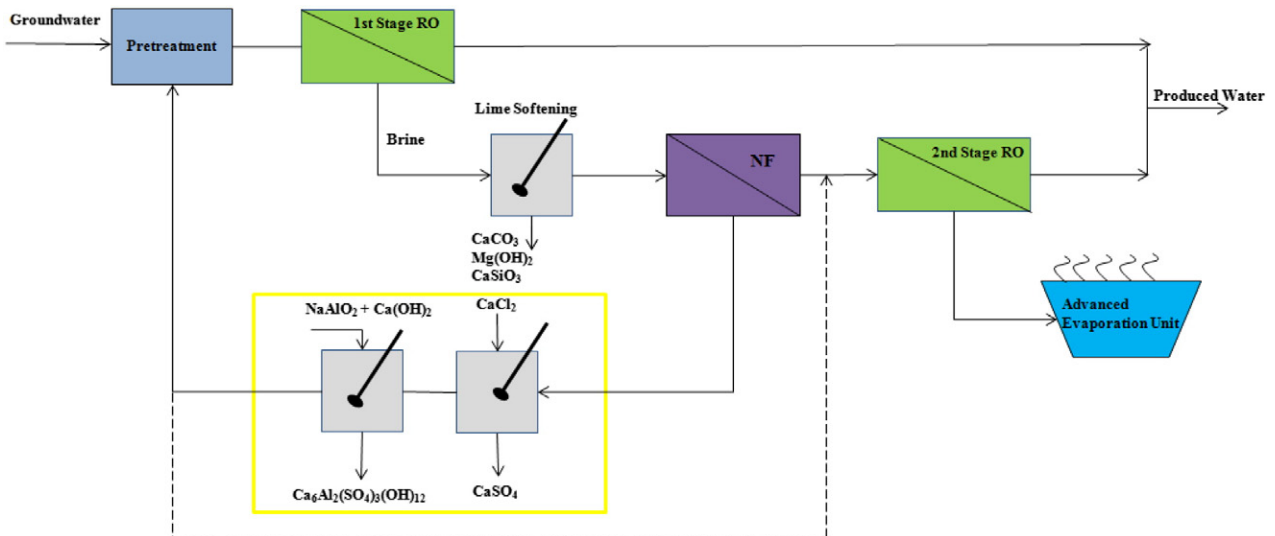 Groundwater
Pretreatment
1st Stage RO
Produced Water
Lime Softening
Brine
NF
2nd Stage RO
CaCO3
Mg(OH)2
CaSiO3
NaAlO2 + Ca(OH)2
CaCl2
Advanced
Evaporation Unit
Ca6Al2(SO4)3(OH)12
CaSO4